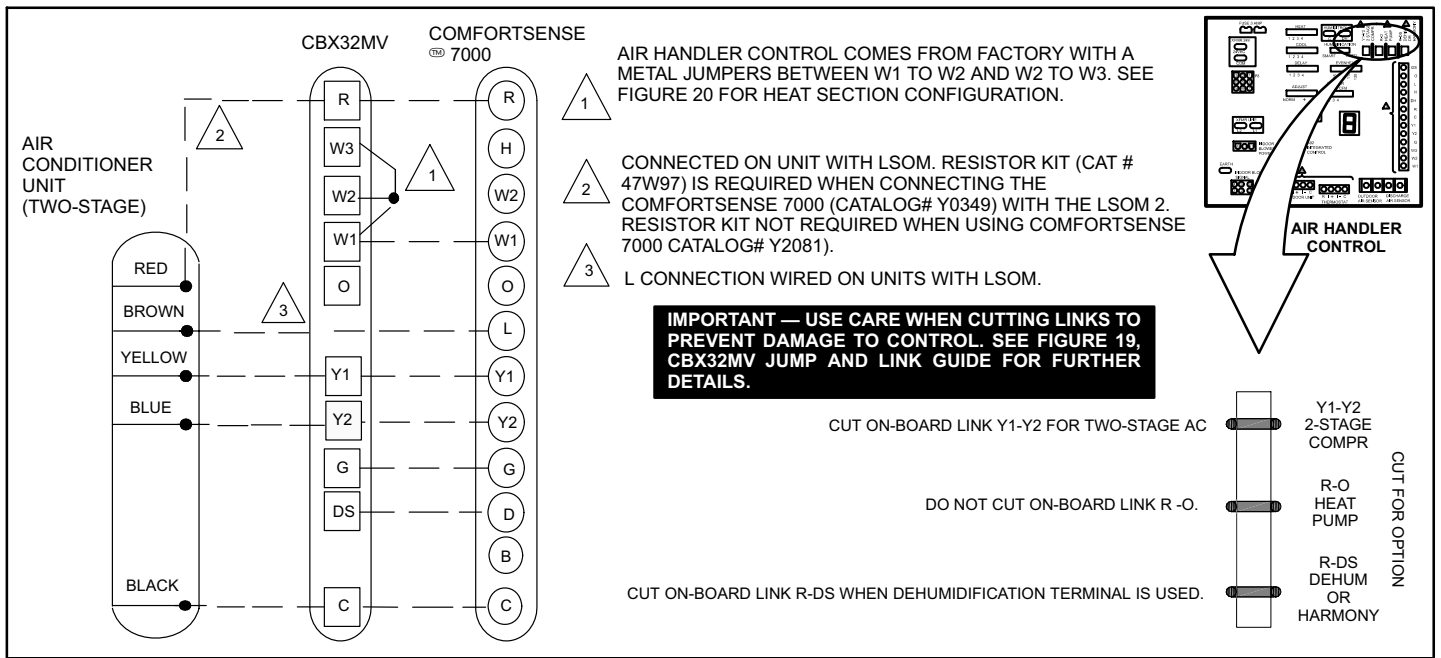 CBX32MV
COMFORTSENSE
™ 7000
AIR
CONDITIONER
UNIT
(TWO-STAGE)
RED
BROWN
YELLOW
BLUE
BLACK
R
W3
W2
W1
O
Y1
Y2
G
DS
C
R
H
W2
W1
O
L
Y1
Y2
G
D
B
C
2
1
3
1
AIR HANDLER CONTROL COMES FROM FACTORY WITH A
METAL JUMPERS BETWEEN W1 TO W2 AND W2 TO W3. SEE
FIGURE 20 FOR HEAT SECTION CONFIGURATION.
2
CONNECTED ON UNIT WITH LSOM. RESISTOR KIT (CAT #
47W97) IS REQUIRED WHEN CONNECTING THE
COMFORTSENSE 7000 (CATALOG# Y0349) WITH THE LSOM 2.
RESISTOR KIT NOT REQUIRED WHEN USING COMFORTSENSE
7000 CATALOG# Y2081).
3
L CONNECTION WIRED ON UNITS WITH LSOM.
IMPORTANT — USE CARE WHEN CUTTING LINKS TO
PREVENT DAMAGE TO CONTROL. SEE FIGURE 19,
CBX32MV JUMP AND LINK GUIDE FOR FURTHER
DETAILS.
HEAT
COOL
DELAY
ADJUST
NORM
EARTH
THERMOSTAT
AIR HANDLER
CONTROL
CUT ON-BOARD LINK Y1-Y2 FOR TWO-STAGE AC
DO NOT CUT ON-BOARD LINK R -O.
CUT ON-BOARD LINK R-DS WHEN DEHUMIDIFICATION TERMINAL IS USED.
Y1-Y2
2-STAGE
COMPR
R-O
HEAT
PUMP
R-DS
DEHUM
OR
HARMONY
CUT FOR OPTION